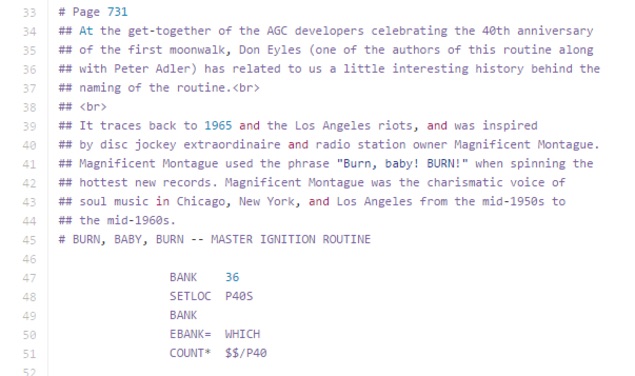 33 # Page 731
34 ## At the get-together of the AGC developers celebrating the 40th anniversary
35 ## of the first moonwalk, Don Eyles (one of the authors of this routine along
36 ## with Peter Adler) has related to us a little interesting history behind the
37 ## naming of the routine.<br>
38 ## <br>
39 ## It traces back to 1965 and the Los Angeles riots, and was inspired
40 ## by disc jockey extraordinaire and radio station owner Magnificent Montague.
41 ## Magnificent Montague used the phrase "Burn, baby! BURN!" when spinning the
42 ## hottest new records. Magnificent Montague was the charismatic voice of
43 ## soul music in Chicago, New York, and Los Angeles from the mid-1950s to
44 ## the mid-1960s.
45 # BURN, BABY, BURN -- MASTER IGNITION ROUTINE
46
47 BANK 36
48 SETLOC P40S
49 BANK
50 EBANK= WHICH
51 COUNT* $$/P40
52